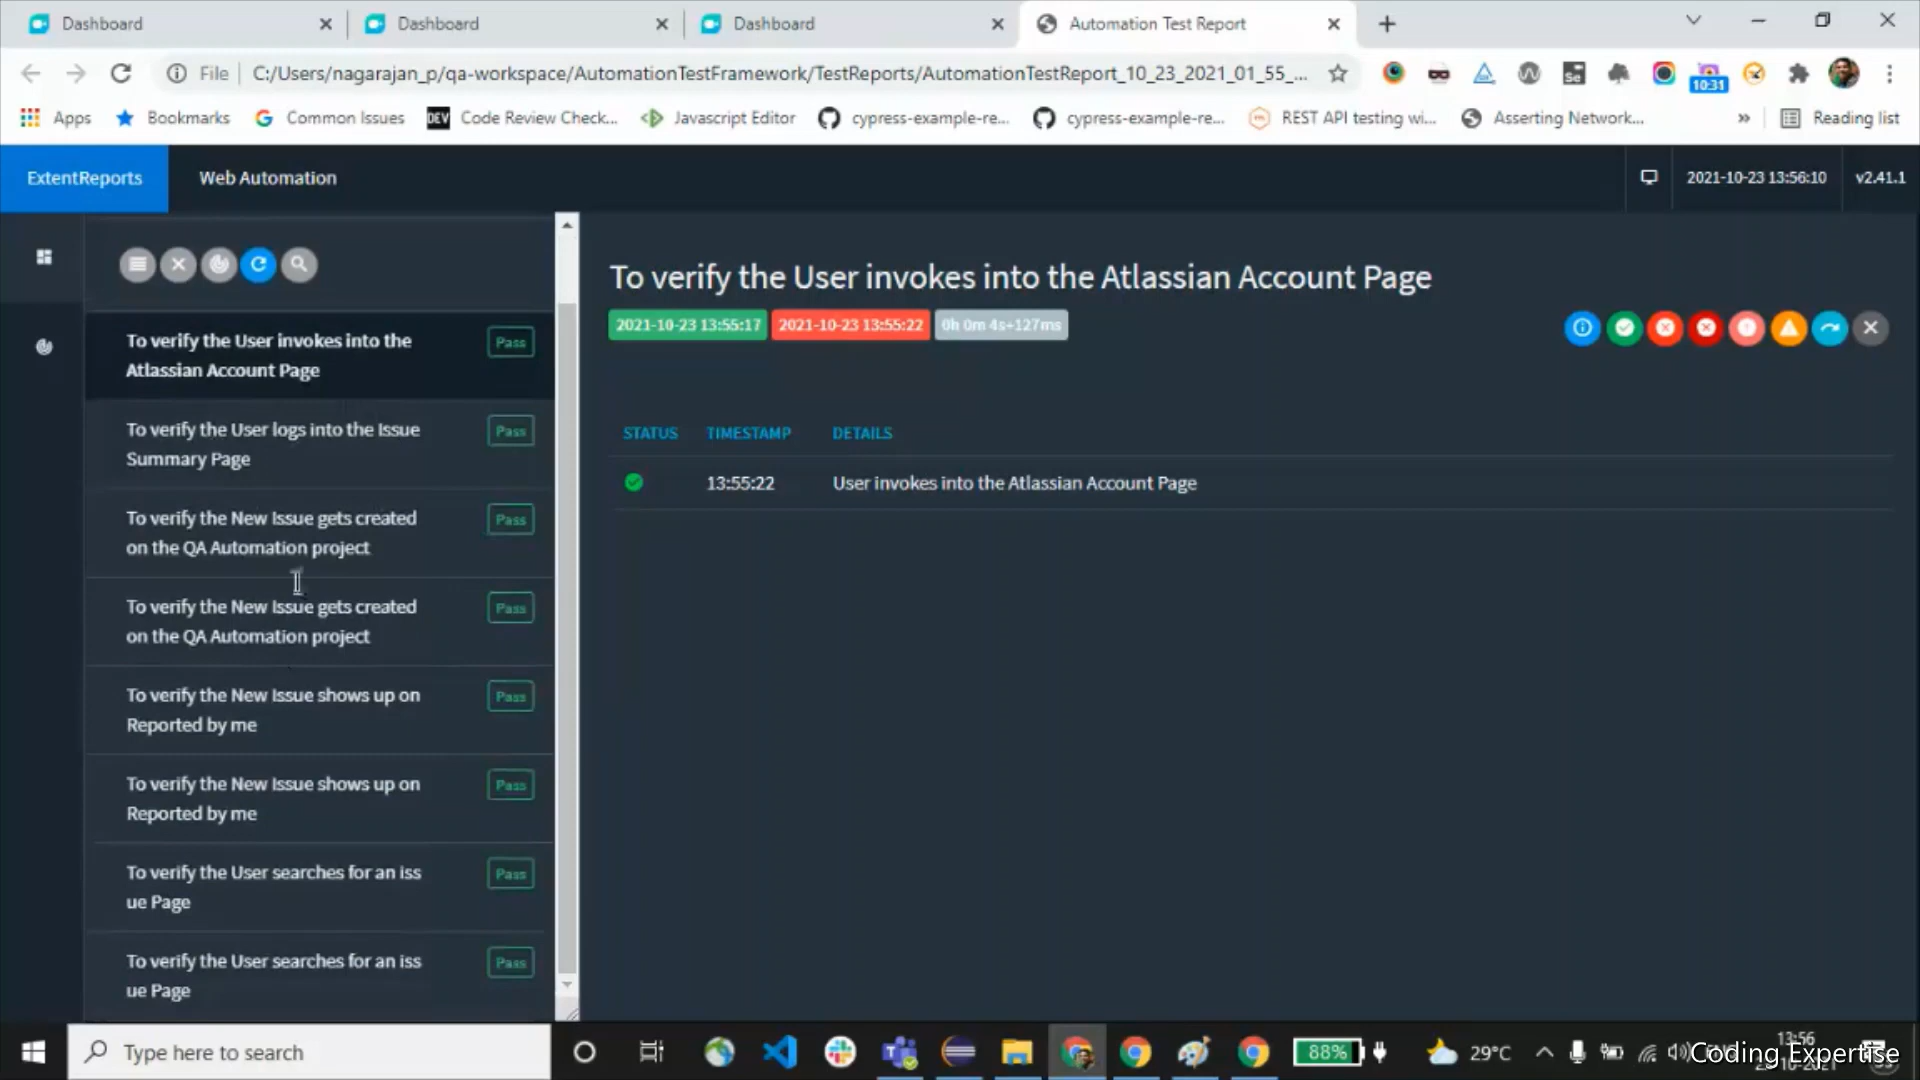 Dashboard
Dashboard
Dashboard
Automation Test Report
File
C:/Users/nagarajan_p/qa-workspace/AutomationTestFramework/TestReports/AutomationTestReport_10_23_2021_01_55_...
10:31
Apps
Bookmarks
Common Issues
DEV
Code Review Check...
Javascript Editor
cypress-example-re...
cypress-example-re...
REST API testing wi...
Asserting Network...
»
Reading list
ExtentReports
Web Automation
2021-10-23 13:56:10
v2.41.1
To verify the User invokes into the
Atlassian Account Page
Pass
To verify the User logs into the Issue
Summary Page
Pass
To verify the New Issue gets created
on the QA Automation project
Pass
To verify the New Issue gets created
on the QA Automation project
Pass
To verify the New Issue shows up on
Reported by me
Pass
To verify the New Issue shows up on
Reported by me
Pass
To verify the User searches for an iss
ue Page
Pass
To verify the User searches for an iss
ue Page
Pass
To verify the User invokes into the Atlassian Account Page
2021-10-23 13:55:17
2021-10-23 13:55:22
0h 0m 4s+127ms
STATUS
TIMESTAMP
DETAILS
13:55:22
User invokes into the Atlassian Account Page
Type here to search
88%
29°C
13:56
Coding Expertise